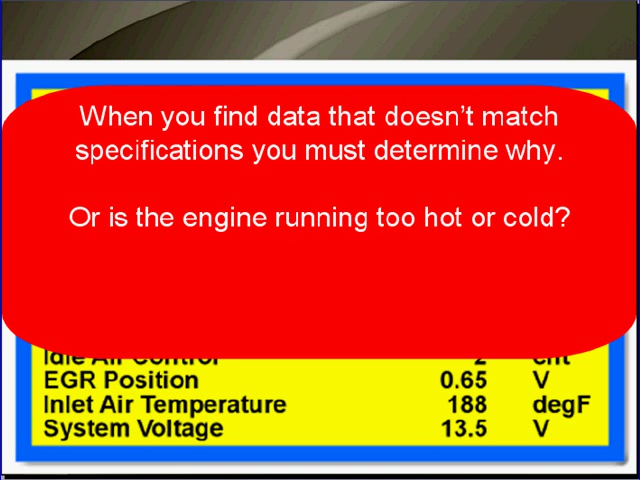 When you find data that doesn't match
specifications you must determine why.
Or is the engine running too hot or cold?
Idle Air Control 2 cnt
EGR Position 0.65 V
Inlet Air Temperature 188 degF
System Voltage 13.5 V